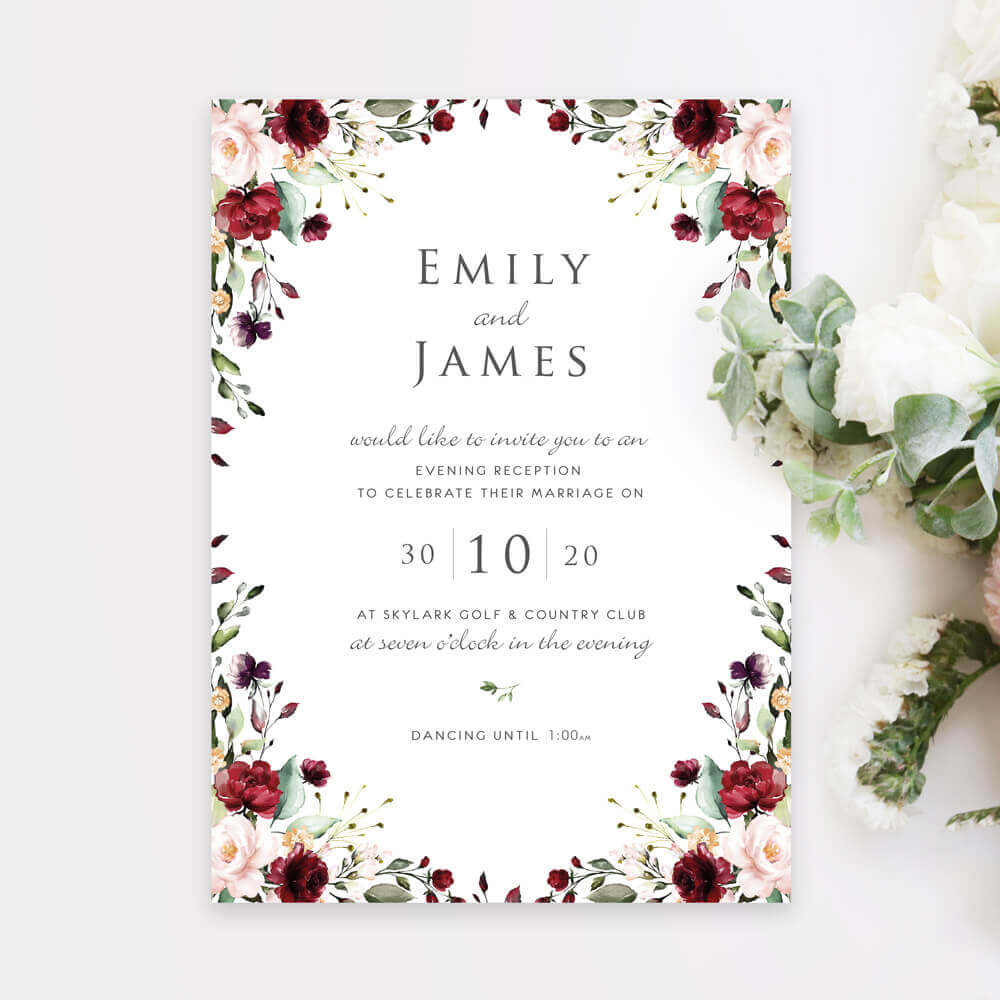 EMILY
and
JAMES
would like to invite you to an
EVENING RECEPTION
TO CELEBRATE THEIR MARRIAGE ON
30 | 10 | 20
AT SKYLARK GOLF & COUNTRY CLUB
at seven o'clock in the evening
DANCING UNTIL 1:00AM